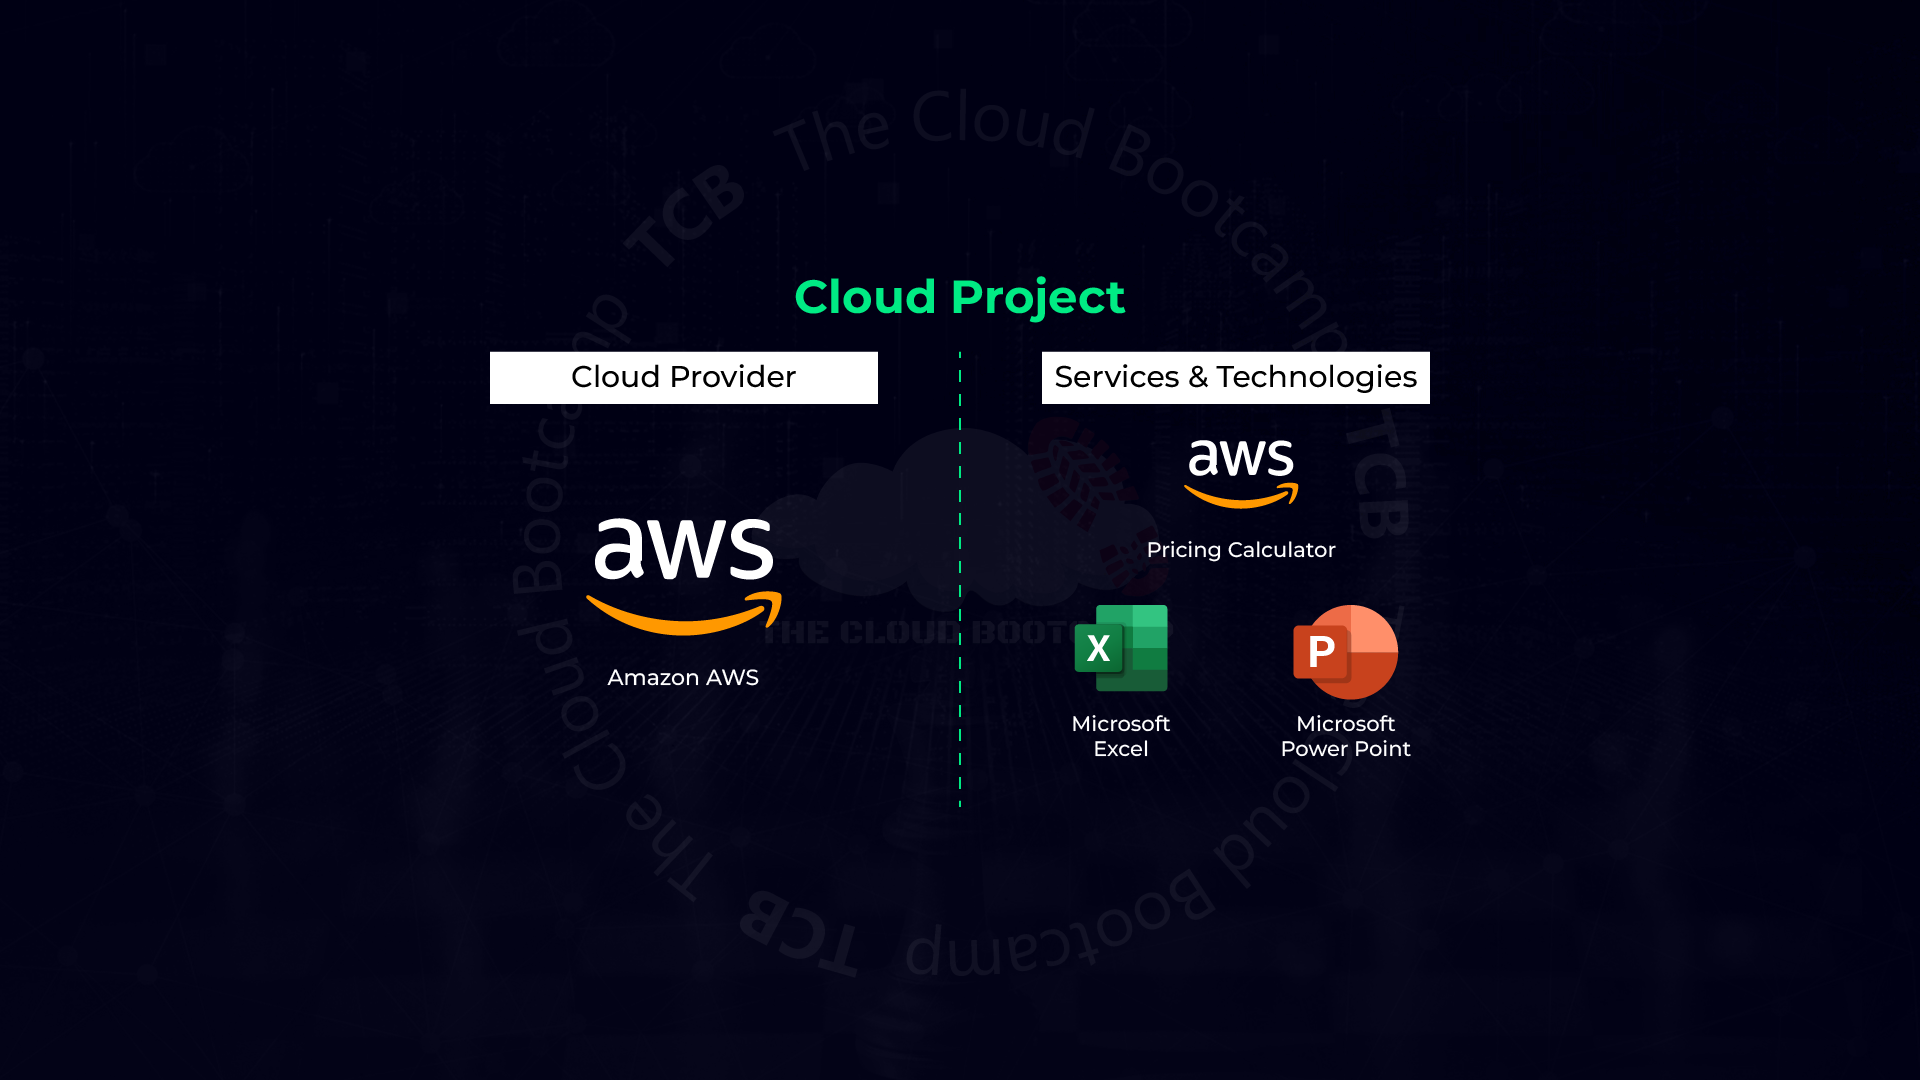 Cloud Project
Cloud Provider
Services & Technologies
aws
Amazon AWS
aws
Pricing Calculator
X
Microsoft
Excel
P
Microsoft
Power Point
TCB The Cloud Bootcamp
TCB The Cloud Bootcamp
TCB The Cloud Bootcamp
THE CLOUD BOOT